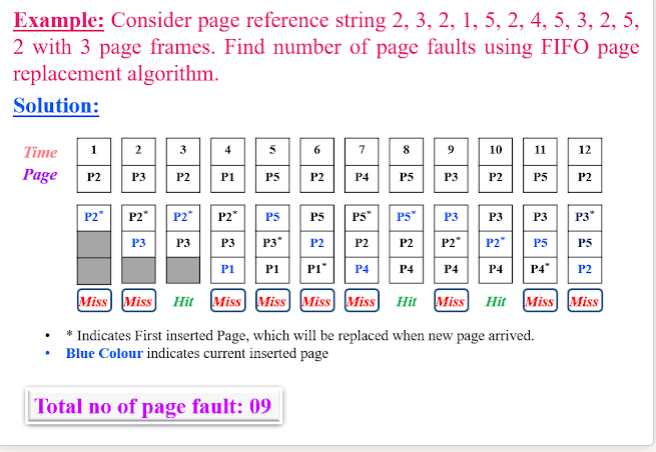 Example: Consider page reference string 2, 3, 2, 1, 5, 2, 4, 5, 3, 2, 5,
2 with 3 page frames. Find number of page faults using FIFO page
replacement algorithm.
Solution:
Time 1 2 3 4 5 6 7 8 9 10 11 12
Page P2 P3 P2 P1 P5 P2 P4 P5 P3 P2 P5 P2
P2* P2* P2* P2* P5 P5 P5* P5* P3 P3 P3 P3*
P3 P3 P3 P3* P2 P2 P2 P2* P2* P5 P5
P1 P1 P1* P4 P4 P4 P4 P4* P2
Miss Miss Hit Miss Miss Miss Miss Hit Miss Hit Miss Miss
• * Indicates First inserted Page, which will be replaced when new page arrived.
• Blue Colour indicates current inserted page
Total no of page fault: 09